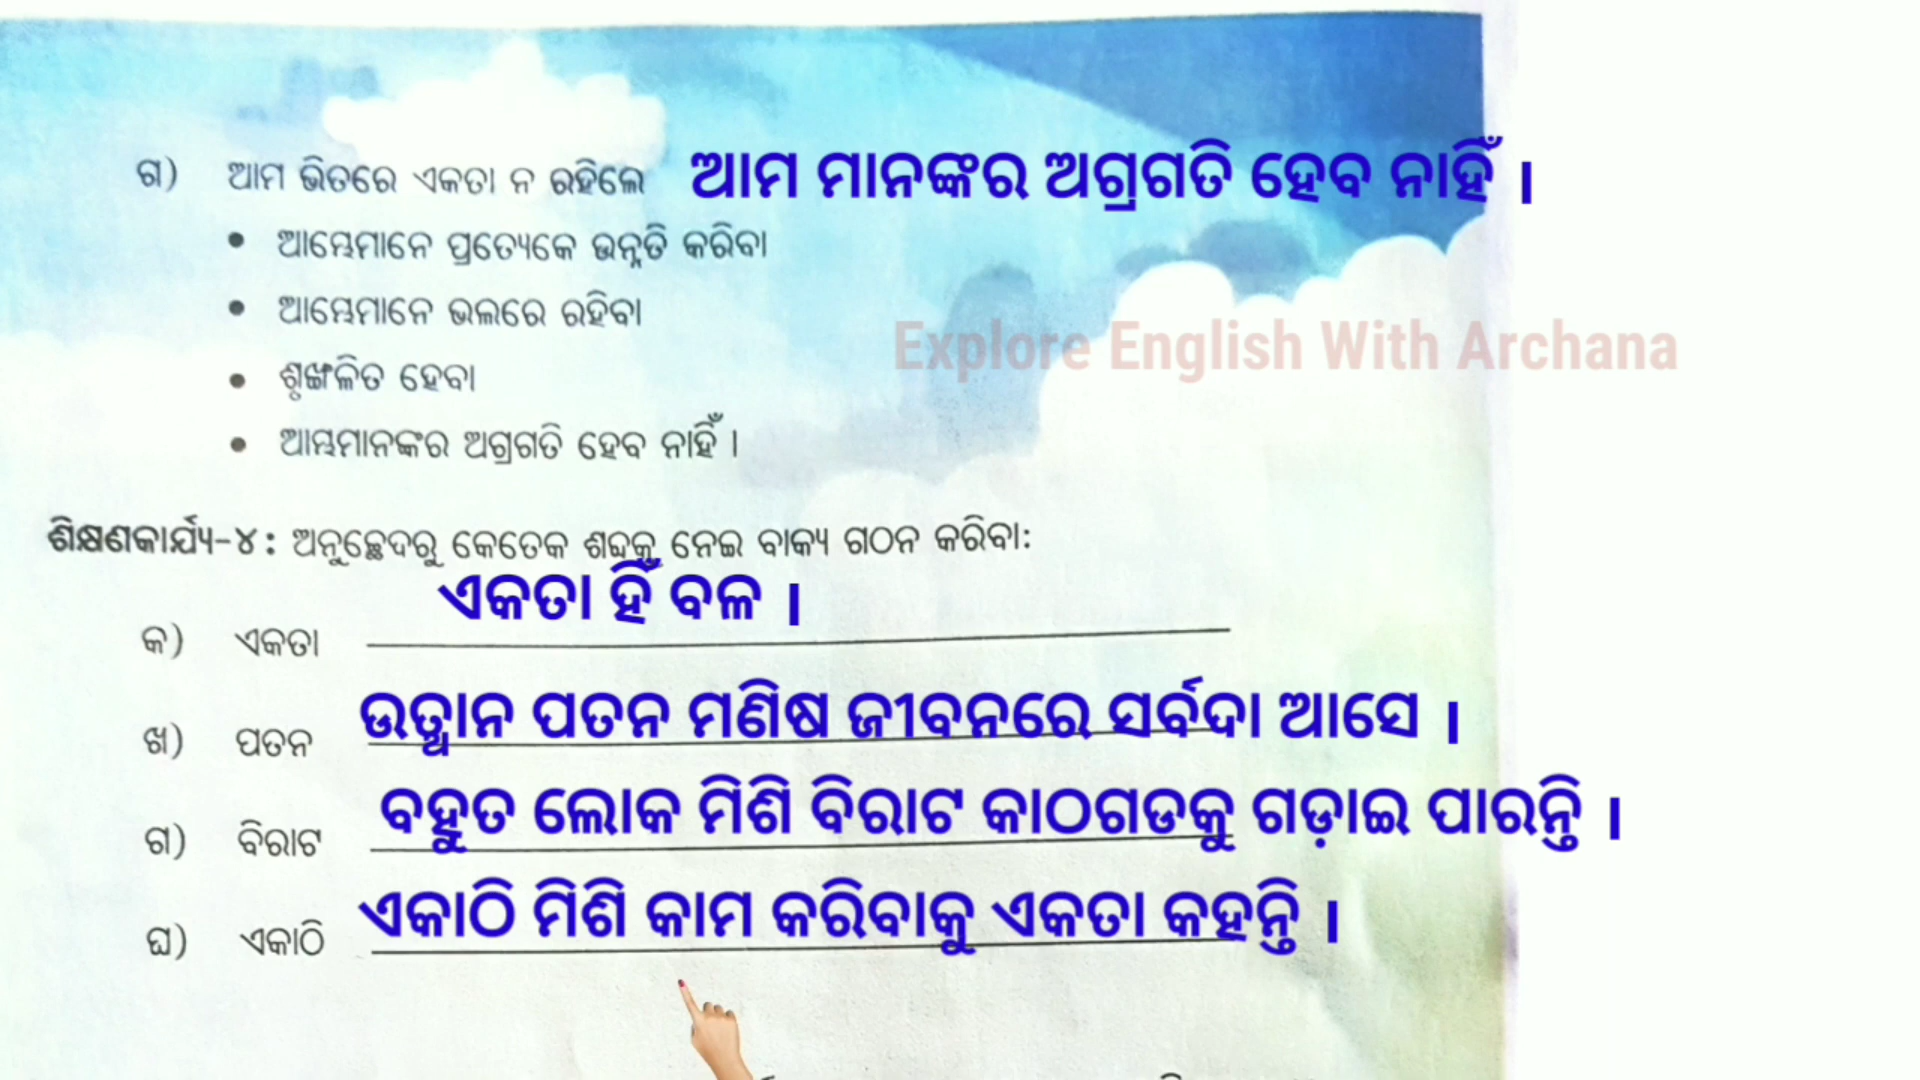 ଗ) ଆମ ଭିତରେ ଏକତା ନ ରହିଲେ ଆମ ମାନଙ୍କର ଅଗ୍ରଗତି ହେବ ନାହିଁ ।
• ଆମ୍ଭେମାନେ ପ୍ରତ୍ୟେକେ ଉନ୍ନତି କରିବା
• ଆମ୍ଭେମାନେ ଭଲରେ ରହିବା
Explore English With Archana
• ଶୃଙ୍ଖଳିତ ହେବା
• ଆମ୍ଭମାନଙ୍କର ଅଗ୍ରଗତି ହେବ ନାହିଁ ।
ଶିକ୍ଷଣକାର୍ଯ୍ୟ-୪ : ଅନୁଚ୍ଛେଦରୁ କେତେକ ଶବ୍ଦକୁ ନେଇ ବାକ୍ୟ ଗଠନ କରିବା:
କ) ଏକତା ଏକତା ହିଁ ବଳ ।
ଖ) ପତନ ଉତ୍ଥାନ ପତନ ମଣିଷ ଜୀବନରେ ସର୍ବଦା ଆସେ ।
ଗ) ବିରାଟ ବହୁତ ଲୋକ ମିଶି ବିରାଟ କାଠଗଡକୁ ଗଡ଼ାଇ ପାରନ୍ତି ।
ଘ) ଏକାଠି ଏକାଠି ମିଶି କାମ କରିବାକୁ ଏକତା କହନ୍ତି ।